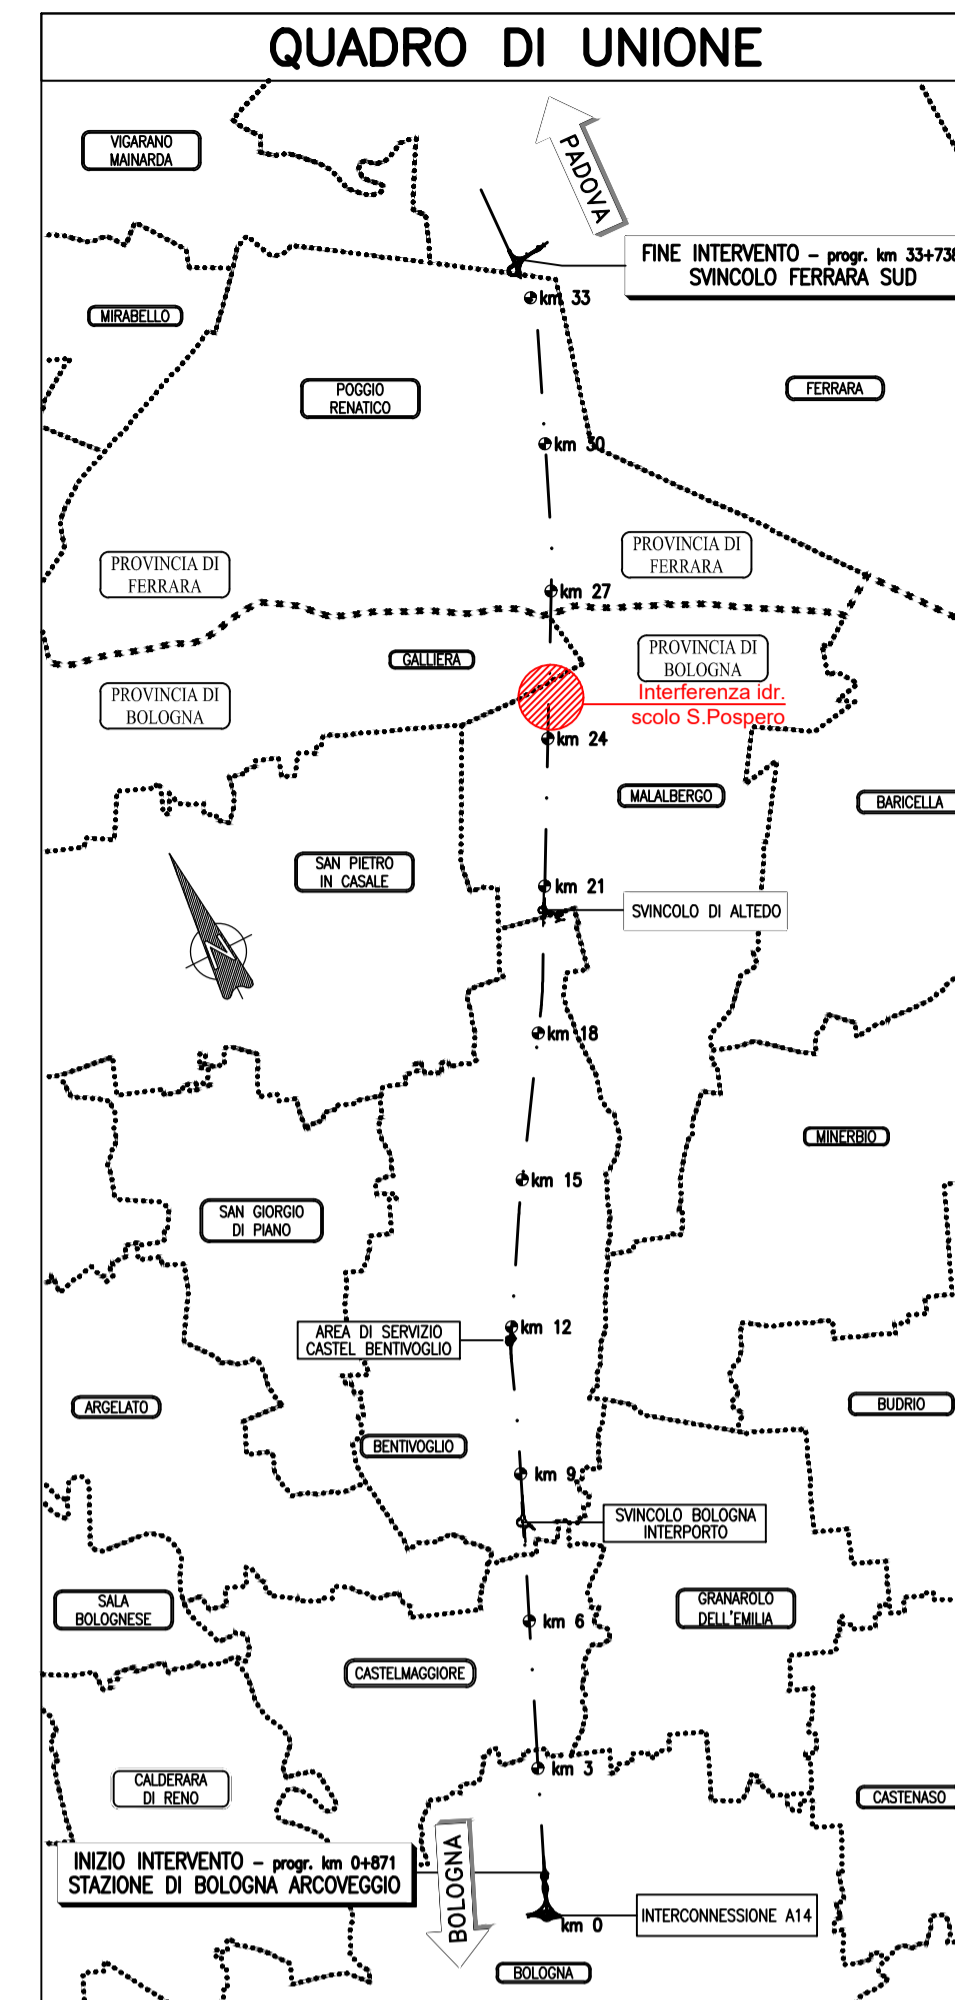 QUADRO DI UNIONE
VIGARANO
MAINARDA
PADOVA
FINE INTERVENTO - progr. km 33+738
SVINCOLO FERRARA SUD
km 33
MIRABELLO
POGGIO
RENATICO
FERRARA
km 30
PROVINCIA DI
FERRARA
PROVINCIA DI
FERRARA
km 27
GALLIERA
PROVINCIA DI
BOLOGNA
PROVINCIA DI
BOLOGNA
Interferenza idr.
scolo S.Pospero
km 24
MALALBERGO
BARICELLA
SAN PIETRO
IN CASALE
km 21
SVINCOLO DI ALTEDO
N
km 18
MINERBIO
km 15
SAN GIORGIO
DI PIANO
km 12
AREA DI SERVIZIO
CASTEL BENTIVOGLIO
ARGELATO
BUDRIO
BENTIVOGLIO
km 9
SVINCOLO BOLOGNA
INTERPORTO
SALA
BOLOGNESE
GRANAROLO
DELL'EMILIA
km 6
CASTELMAGGIORE
km 3
CALDERARA
DI RENO
CASTENASO
INIZIO INTERVENTO - progr. km 0+871
STAZIONE DI BOLOGNA ARCOVEGGIO
BOLOGNA
INTERCONNESSIONE A14
km 0
BOLOGNA